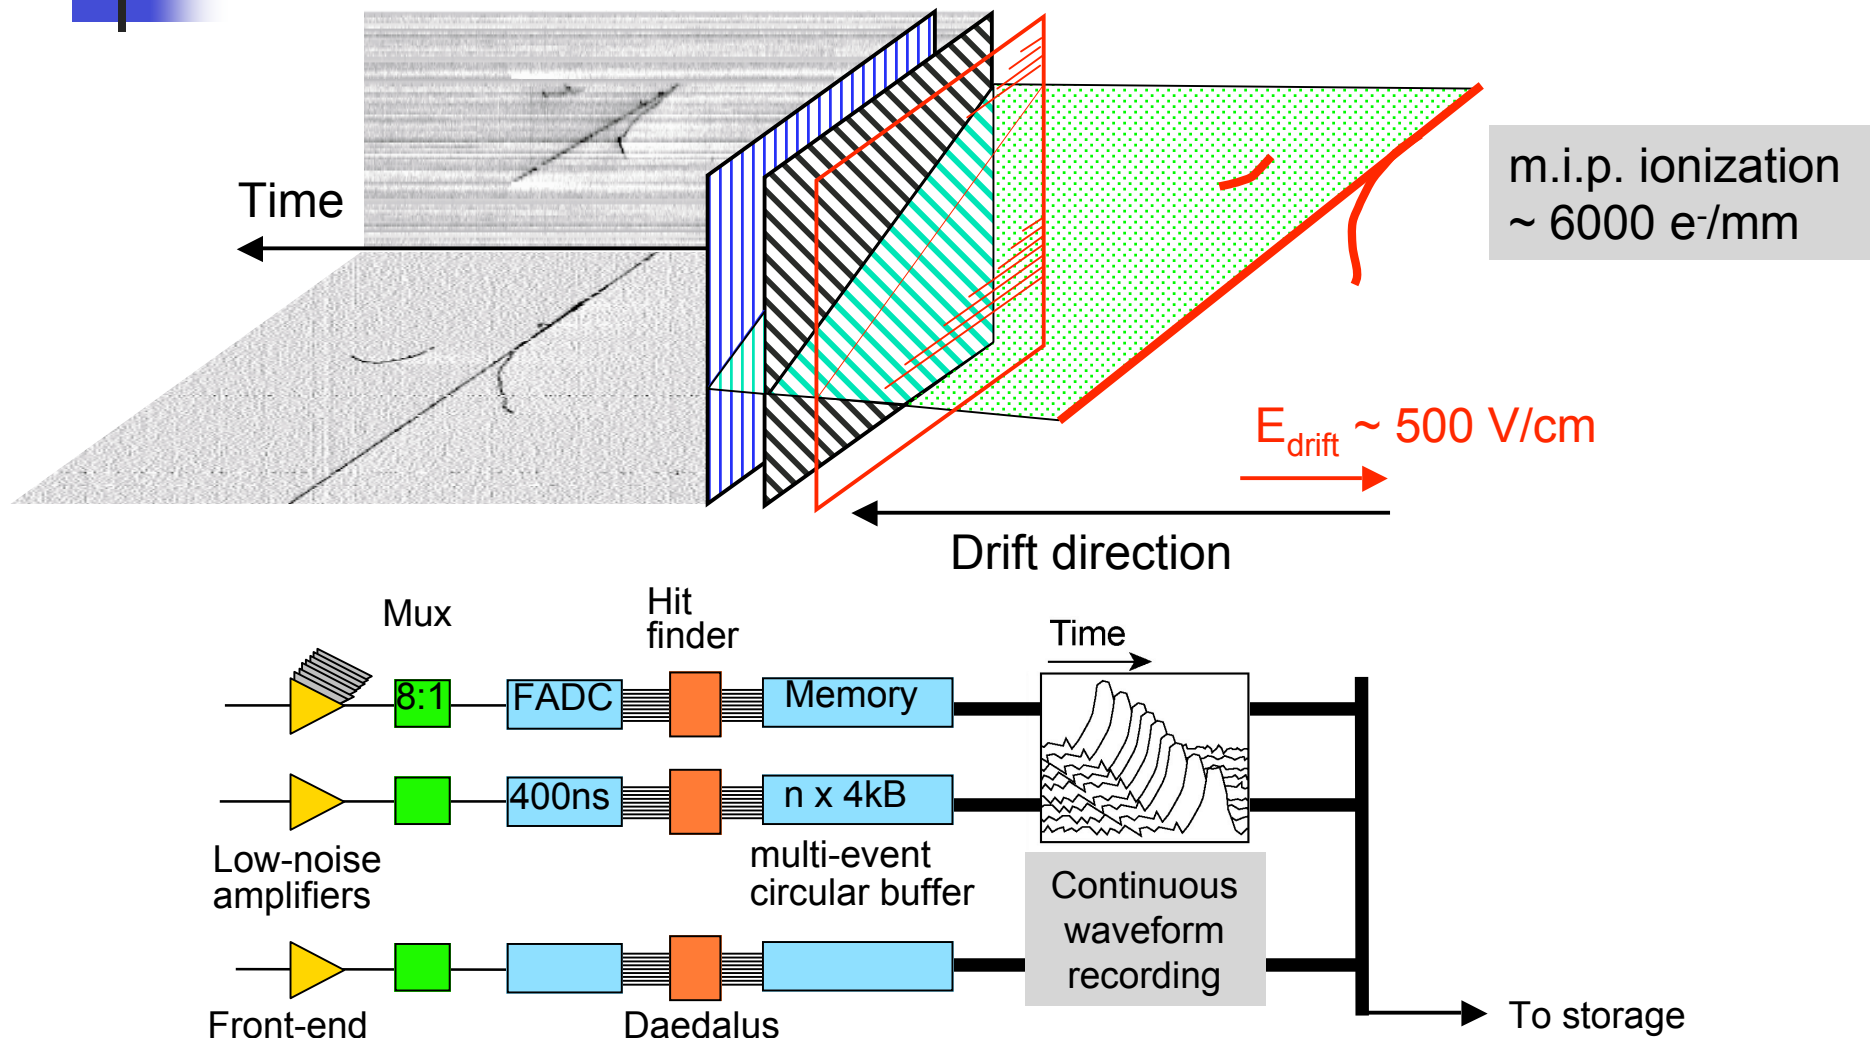 Time
m.i.p. ionization
~ 6000 e-/mm
Edrift ~ 500 V/cm
Drift direction
Mux
Hit
finder
Time
8:1
FADC
Memory
400ns
n x 4kB
Low-noise
amplifiers
multi-event
circular buffer
Continuous
waveform
recording
Front-end
Daedalus
To storage